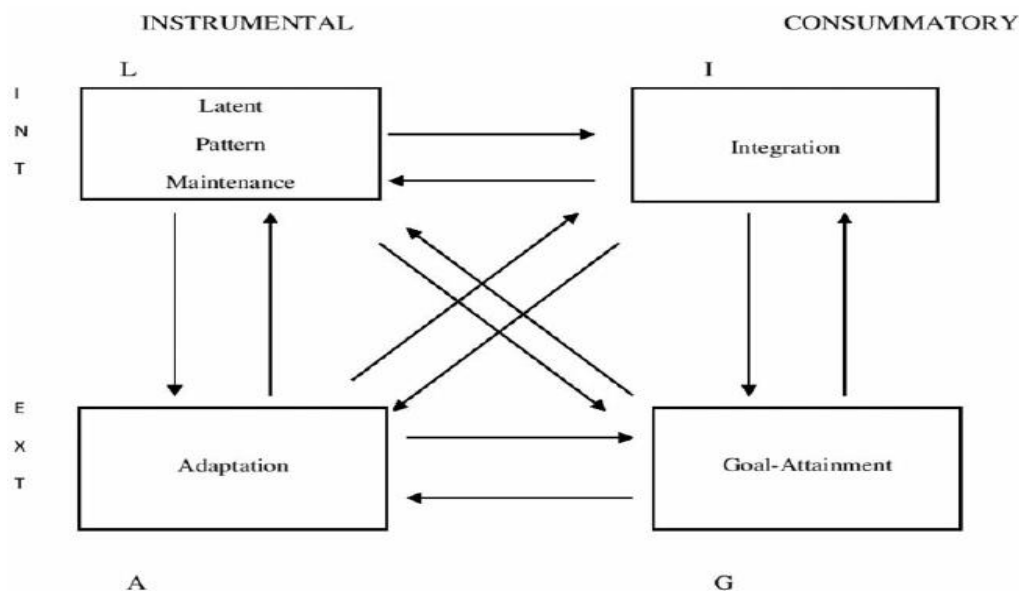 INSTRUMENTAL CONSUMMATORY
L I
I
N
T
Latent
Pattern
Maintenance
Integration
E
X
T
Adaptation
Goal-Attainment
A G